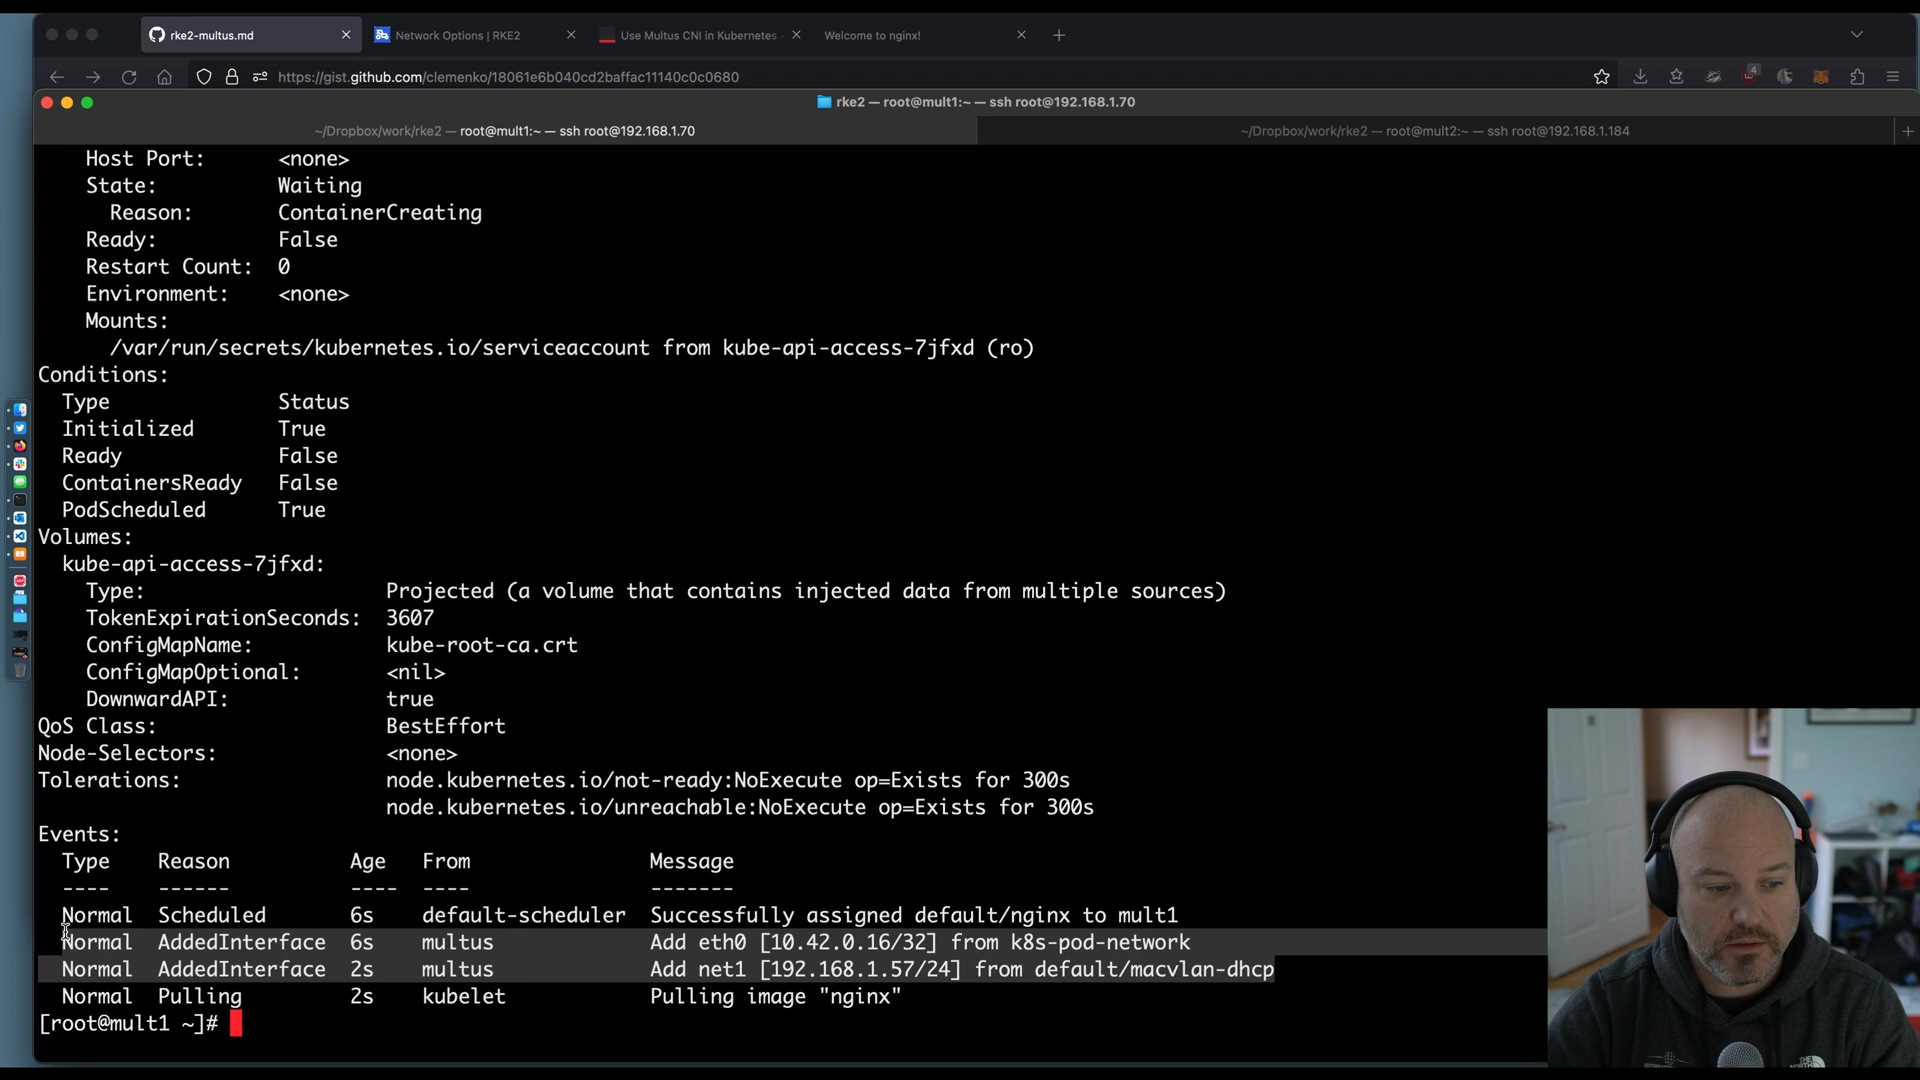 rke2-multus.md
Network Options | RKE2
Use Multus CNI in Kubernetes -
Welcome to nginx!
https://gist.github.com/clemenko/18061e6b040cd2baffac11140c0c0680
4
rke2 — root@mult1:~ — ssh root@192.168.1.70
~/Dropbox/work/rke2 — root@mult1:~ — ssh root@192.168.1.70
~/Dropbox/work/rke2 — root@mult2:~ — ssh root@192.168.1.184
Host Port: <none>
State: Waiting
Reason: ContainerCreating
Ready: False
Restart Count: 0
Environment: <none>
Mounts:
/var/run/secrets/kubernetes.io/serviceaccount from kube-api-access-7jfxd (ro)
Conditions:
Type Status
Initialized True
Ready False
ContainersReady False
PodScheduled True
Volumes:
kube-api-access-7jfxd:
Type: Projected (a volume that contains injected data from multiple sources)
TokenExpirationSeconds: 3607
ConfigMapName: kube-root-ca.crt
ConfigMapOptional: <nil>
DownwardAPI: true
QoS Class: BestEffort
Node-Selectors: <none>
Tolerations: node.kubernetes.io/not-ready:NoExecute op=Exists for 300s
node.kubernetes.io/unreachable:NoExecute op=Exists for 300s
Events:
Type Reason Age From Message
---- ------ ---- ---- -------
Normal Scheduled 6s default-scheduler Successfully assigned default/nginx to mult1
Normal AddedInterface 6s multus Add eth0 [10.42.0.16/32] from k8s-pod-network
Normal AddedInterface 2s multus Add net1 [192.168.1.57/24] from default/macvlan-dhcp
Normal Pulling 2s kubelet Pulling image "nginx"
[root@mult1 ~]#